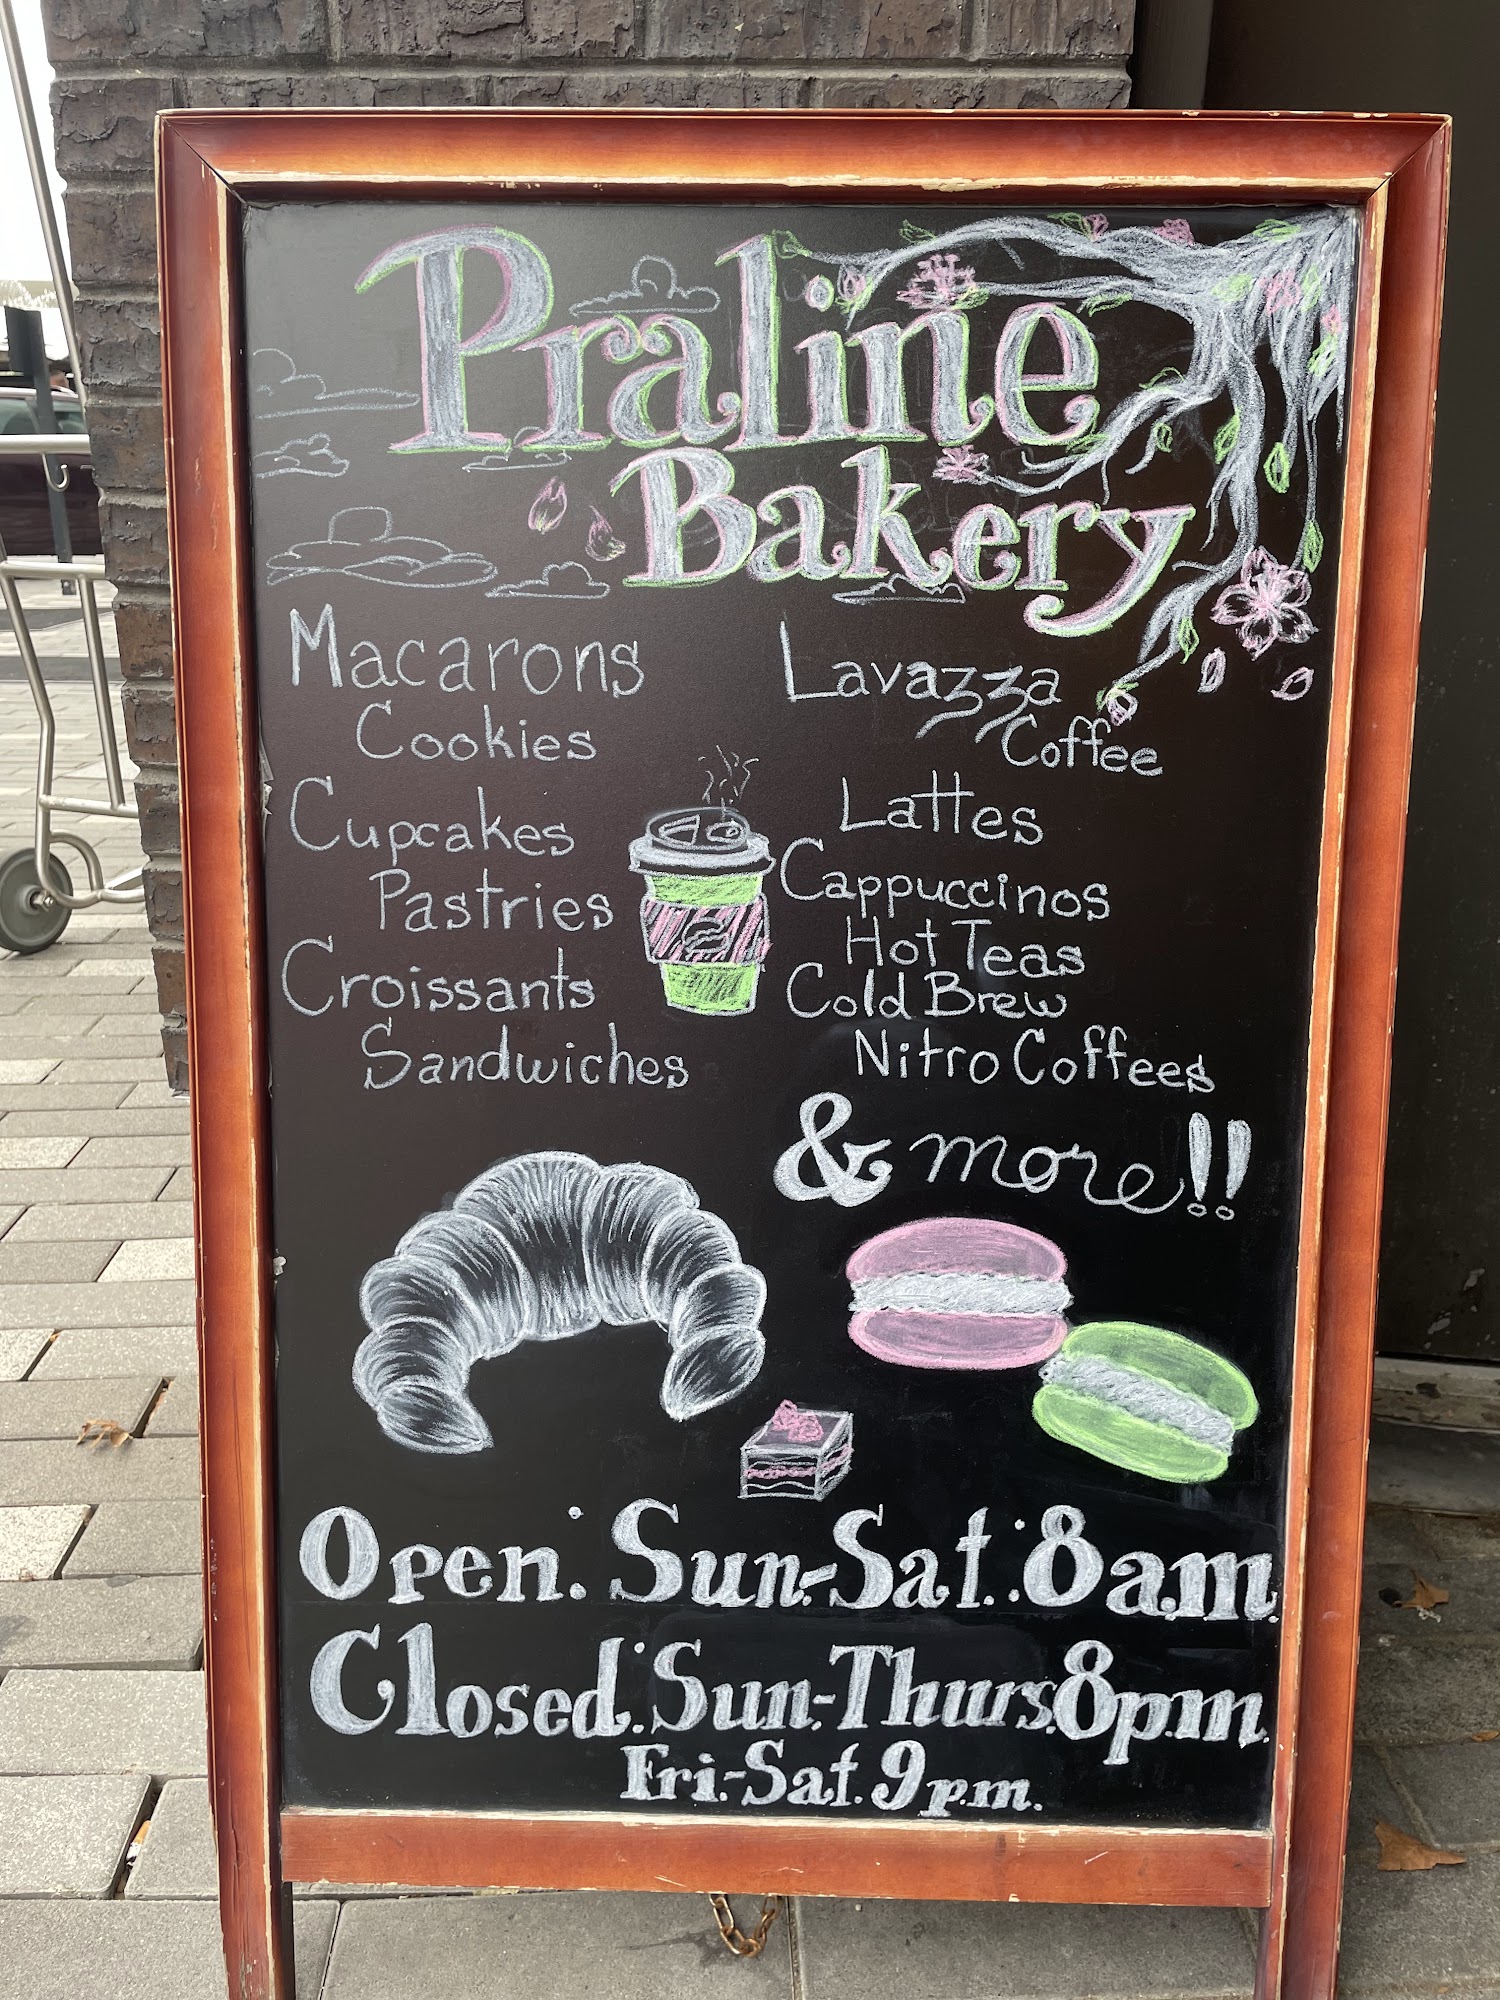 Praline
Bakery
Macarons
Cookies
Cupcakes
Pastries
Croissants
Sandwiches
Lavazza
Coffee
Lattes
Cappuccinos
Hot Teas
Cold Brew
Nitro Coffees
& more!!
Open: Sun.-Sat.: 8a.m.
Closed: Sun.-Thurs. 8p.m.
Fri.-Sat. 9p.m.